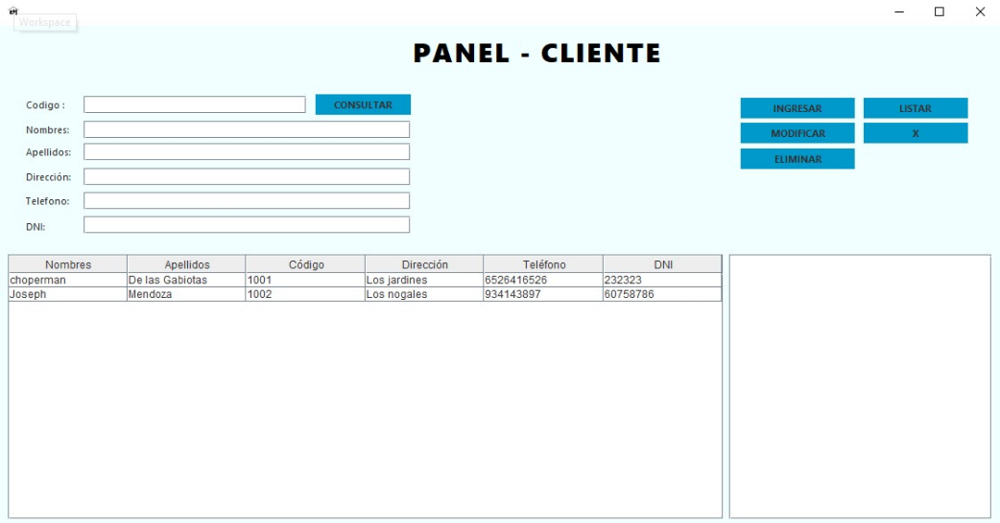 Workspace
PANEL - CLIENTE
Codigo :
CONSULTAR
INGRESAR
LISTAR
Nombres:
MODIFICAR
X
Apellidos:
ELIMINAR
Dirección:
Telefono:
DNI:
Nombres Apellidos Código Dirección Teléfono DNI
choperman De las Gabiotas 1001 Los jardines 6526416526 232323
Joseph Mendoza 1002 Los nogales 934143897 60758786